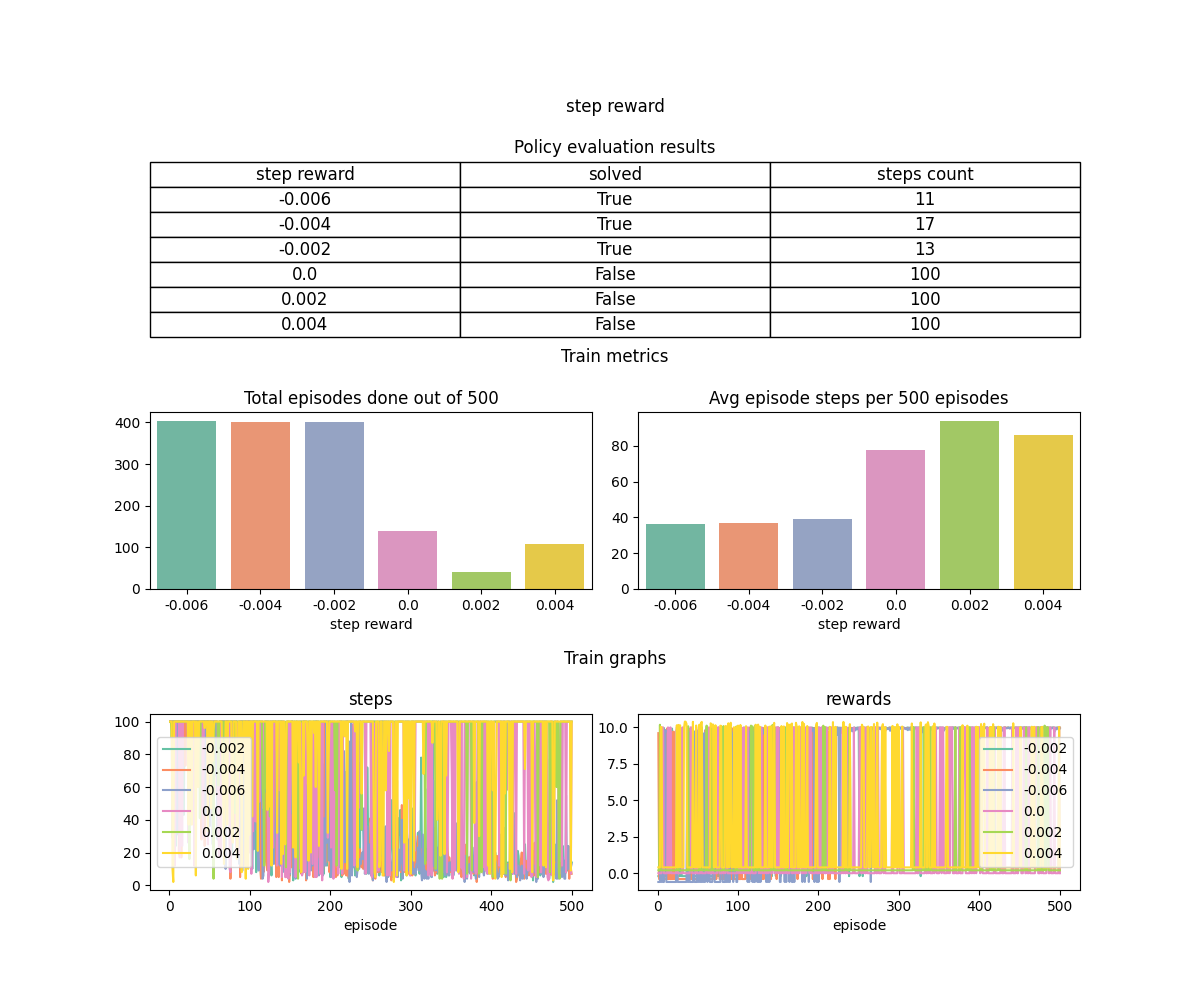 step reward
Policy evaluation results
step reward solved steps count
-0.006 True 11
-0.004 True 17
-0.002 True 13
0.0 False 100
0.002 False 100
0.004 False 100
Train metrics
Total episodes done out of 500
400
300
200
100
0
-0.006 -0.004 -0.002 0.0 0.002 0.004
step reward
Avg episode steps per 500 episodes
80
60
40
20
0
-0.006 -0.004 -0.002 0.0 0.002 0.004
step reward
Train graphs
steps
100
80
60
40
20
0
-0.002
-0.004
-0.006
0.0
0.002
0.004
0 100 200 300 400 500
episode
rewards
10.0
7.5
5.0
2.5
0.0
-0.002
-0.004
-0.006
0.0
0.002
0.004
0 100 200 300 400 500
episode